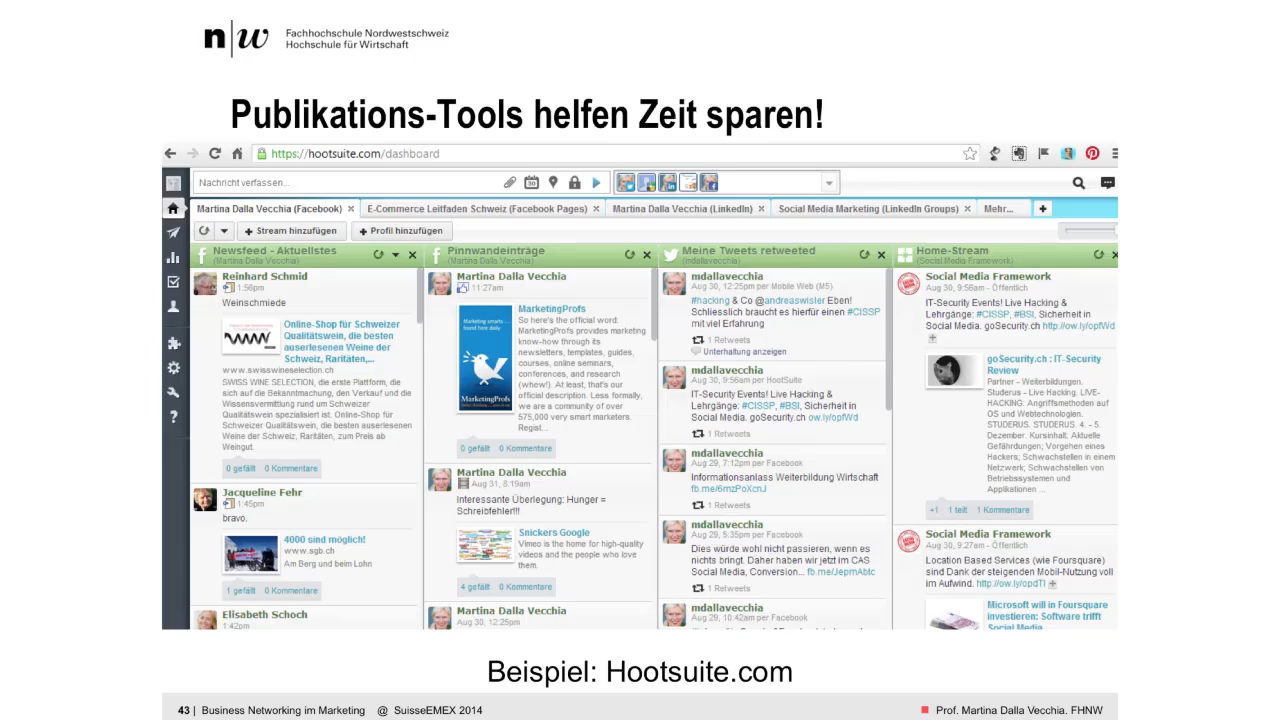 n|w Fachhochschule Nordwestschweiz
Hochschule für Wirtschaft
Publikations-Tools helfen Zeit sparen!
https://hootsuite.com/dashboard
Nachricht verfassen...
Martina Dalla Vecchia (Facebook) × E-Commerce Leitfaden Schweiz (Facebook Pages) × Martina Dalla Vecchia (LinkedIn) × Social Media Marketing (LinkedIn Groups) × Mehr... +
+ Stream hinzufügen + Profil hinzufügen
Newsfeed - Aktuellstes
(Martina Dalla Vecchia)
Reinhard Schmid
1:56pm
Weinschmiede
Online-Shop für Schweizer
Qualitätswein, die besten
auserlesenen Weine der
Schweiz, Raritäten,...
www.swisswineselection.ch
SWISS WINE SELECTION, die erste Plattform, die
sich auf die Bekanntmachung, den Verkauf und die
Wissensvermittlung rund um Schweizer
Qualitätswein spezialisiert ist. Online-Shop für
Schweizer Qualitätswein, die besten auserlesenen
Weine der Schweiz, Raritäten, zum Preis ab
Weingut.
0 gefällt 0 Kommentare
Jacqueline Fehr
1:45pm
bravo.
4000 sind möglich!
www.sgb.ch
Am Berg und beim Lohn
1 gefällt 0 Kommentare
Elisabeth Schoch
1:42pm
Pinnwandeinträge
(Martina Dalla Vecchia)
Martina Dalla Vecchia
11:27am
Marketing smarts
found here daily
MarketingProfs
MarketingProfs
So here's the official word:
MarketingProfs provides marketing
know-how through its
newsletters, templates, guides,
courses, online seminars,
conferences, and research
(whew!). At least, that's our
official description. Less formally,
we are a community of over
575,000 very smart marketers.
Regist...
0 gefällt 0 Kommentare
Martina Dalla Vecchia
Aug 31, 8:19am
Interessante Überlegung: Hunger =
Schreibfehler!!!
Snickers Google
Vimeo is the home for high-quality
videos and the people who love
them.
4 gefällt 0 Kommentare
Martina Dalla Vecchia
Aug 30, 12:25pm
Meine Tweets retweeted
(mdallavecchia)
mdallavecchia
Aug 30, 12:25pm per Mobile Web (M5)
#hacking & Co @andreaswisler Eben!
Schliesslich braucht es hierfür einen #CISSP
mit viel Erfahrung
1 Retweets
Unterhaltung anzeigen
mdallavecchia
Aug 30, 9:56am per HootSuite
IT-Security Events! Live Hacking &
Lehrgänge: #CISSP, #BSI, Sicherheit in
Social Media. goSecurity.ch ow.ly/opfWd
1 Retweets
mdallavecchia
Aug 29, 7:12pm per Facebook
Informationsanlass Weiterbildung Wirtschaft
fb.me/6mzPoXcnJ
1 Retweets
mdallavecchia
Aug 29, 5:35pm per Facebook
Dies würde wohl nicht passieren, wenn es
nichts bringt. Daher haben wir jetzt im CAS
Social Media, Conversion... fb.me/JepmAbtc
1 Retweets
mdallavecchia
Aug 29, 10:42am per Facebook
Home-Stream
(Social Media Framework)
Social Media Framework
Aug 30, 9:56am - Öffentlich
IT-Security Events! Live Hacking &
Lehrgänge: #CISSP, #BSI, Sicherheit in
Social Media. goSecurity.ch http://ow.ly/opfWd
goSecurity.ch : IT-Security
Review
Partner - Weiterbildungen.
Studerus - Lehrgang. L!VE-
HACKING: Angriffsmethoden auf
OS und Webtechnologien.
STUDERUS. 4. - 5.
Dezember. Kursinhalt: Aktuelle
Gefährdungen; Vorgehen eines
Hackers; Schwachstellen in einem
Netzwerk; Schwachstellen von
Betriebssystemen und
Applikationen ...
+1 1 teilt 1 Kommentare
Social Media Framework
Aug 30, 9:27am - Öffentlich
Location Based Services (wie Foursquare)
sind Dank der steigenden Mobil-Nutzung voll
im Aufwind. http://ow.ly/opdTl
Microsoft will in Foursquare
investieren: Software trifft
Social Media
Beispiel: Hootsuite.com
43 | Business Networking im Marketing @ SuisseEMEX 2014
Prof. Martina Dalla Vecchia. FHNW